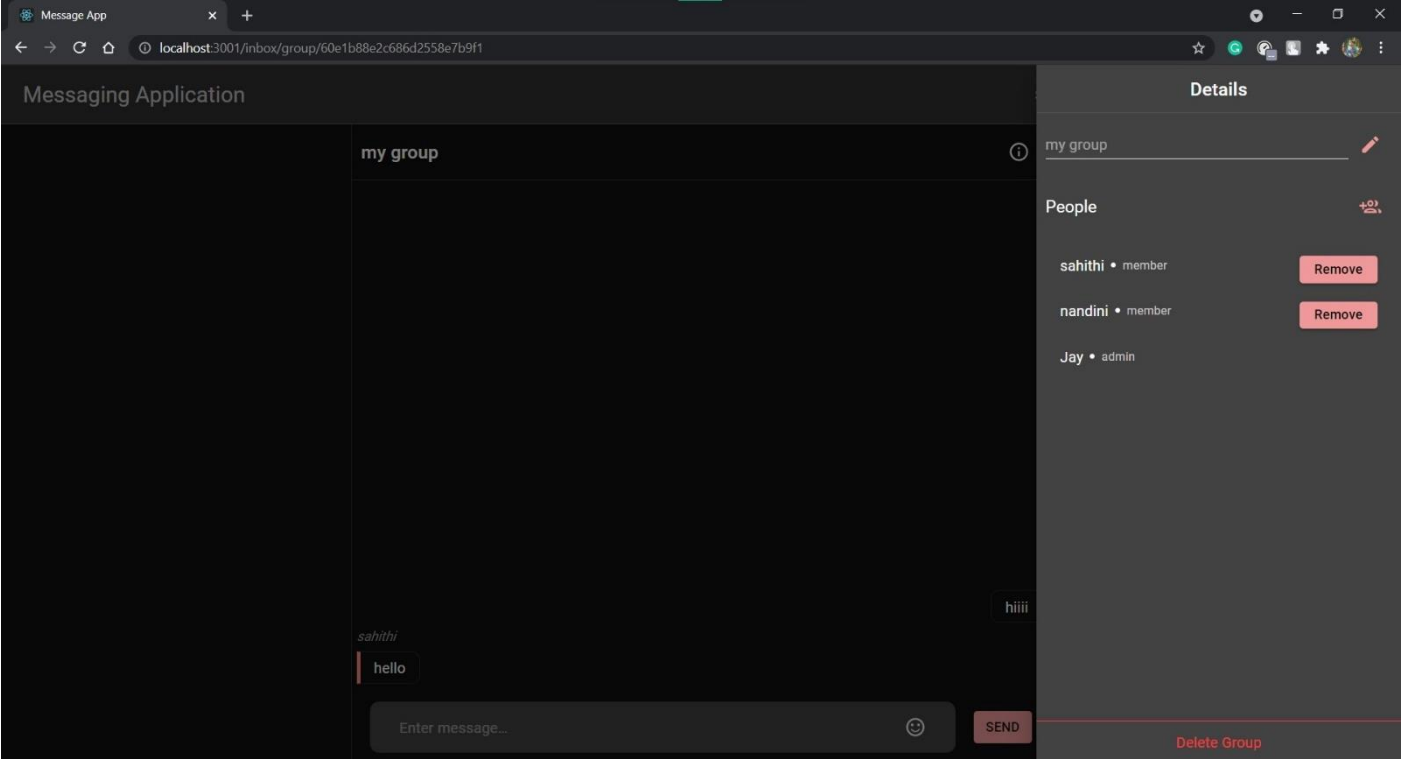 Message App
localhost:3001/inbox/group/60e1b88e2c686d2558e7b9f1
Messaging Application
Details
my group
my group
People
sahithi • member
Remove
nandini • member
Remove
Jay • admin
hiiii
sahithi
hello
Enter message...
SEND
Delete Group